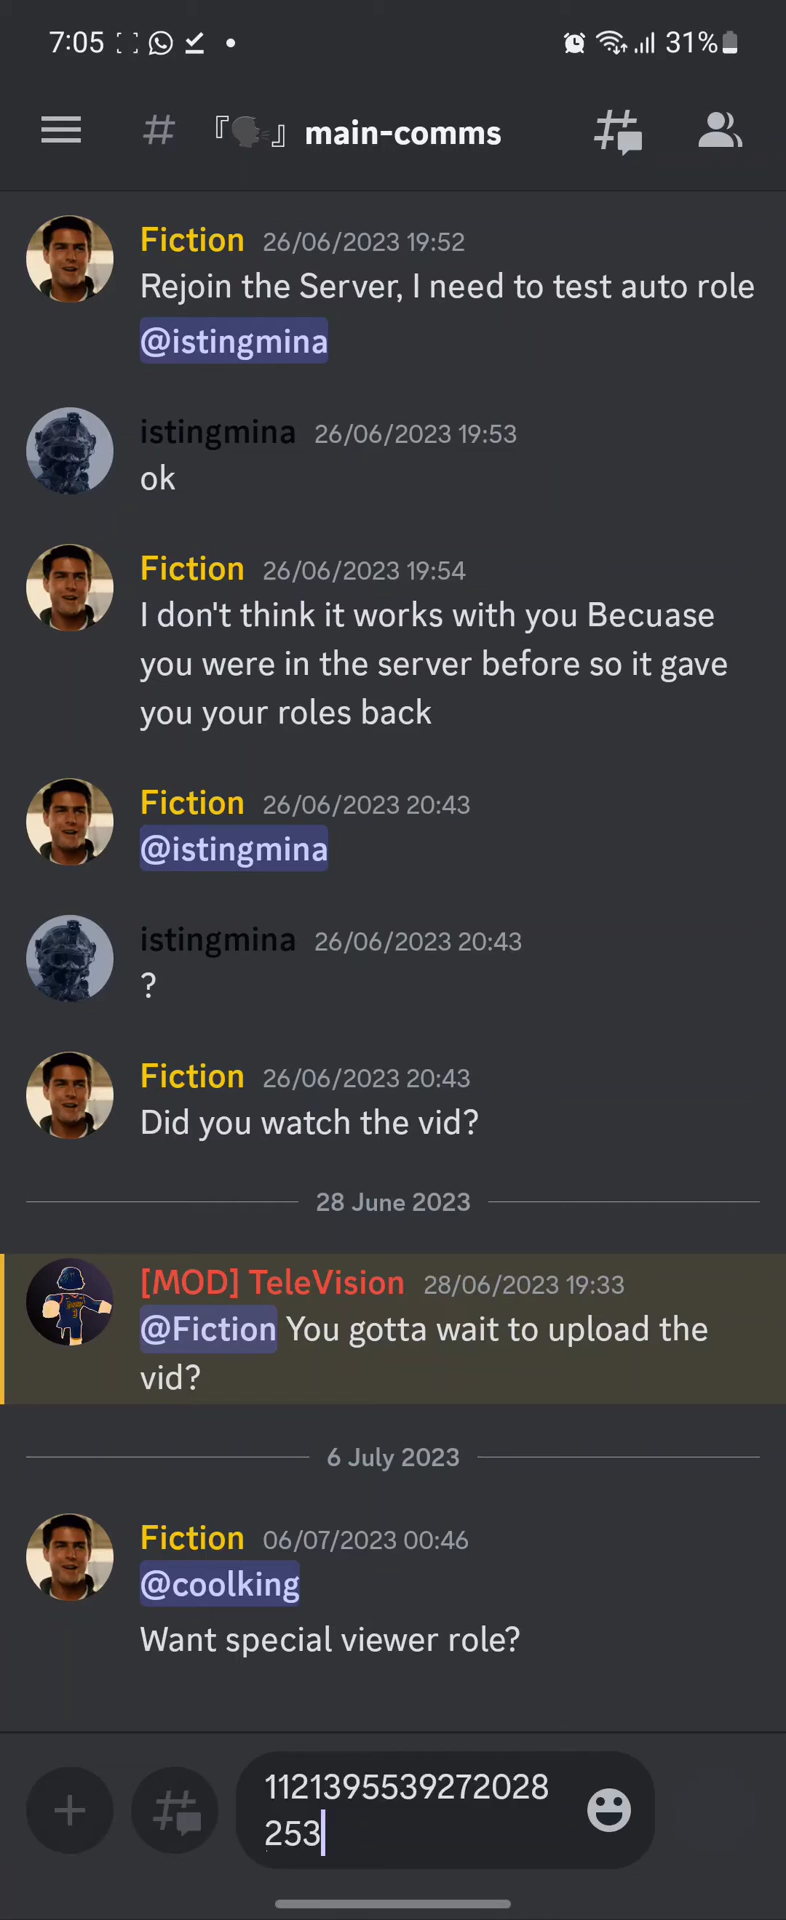 7:05 31%
# 『🗣』 main-comms
Fiction 26/06/2023 19:52
Rejoin the Server, I need to test auto role
@istingmina
istingmina 26/06/2023 19:53
ok
Fiction 26/06/2023 19:54
I don't think it works with you Becuase
you were in the server before so it gave
you your roles back
Fiction 26/06/2023 20:43
@istingmina
istingmina 26/06/2023 20:43
?
Fiction 26/06/2023 20:43
Did you watch the vid?
28 June 2023
[MOD] TeleVision 28/06/2023 19:33
@Fiction You gotta wait to upload the
vid?
6 July 2023
Fiction 06/07/2023 00:46
@coolking
Want special viewer role?
1121395539272028
253